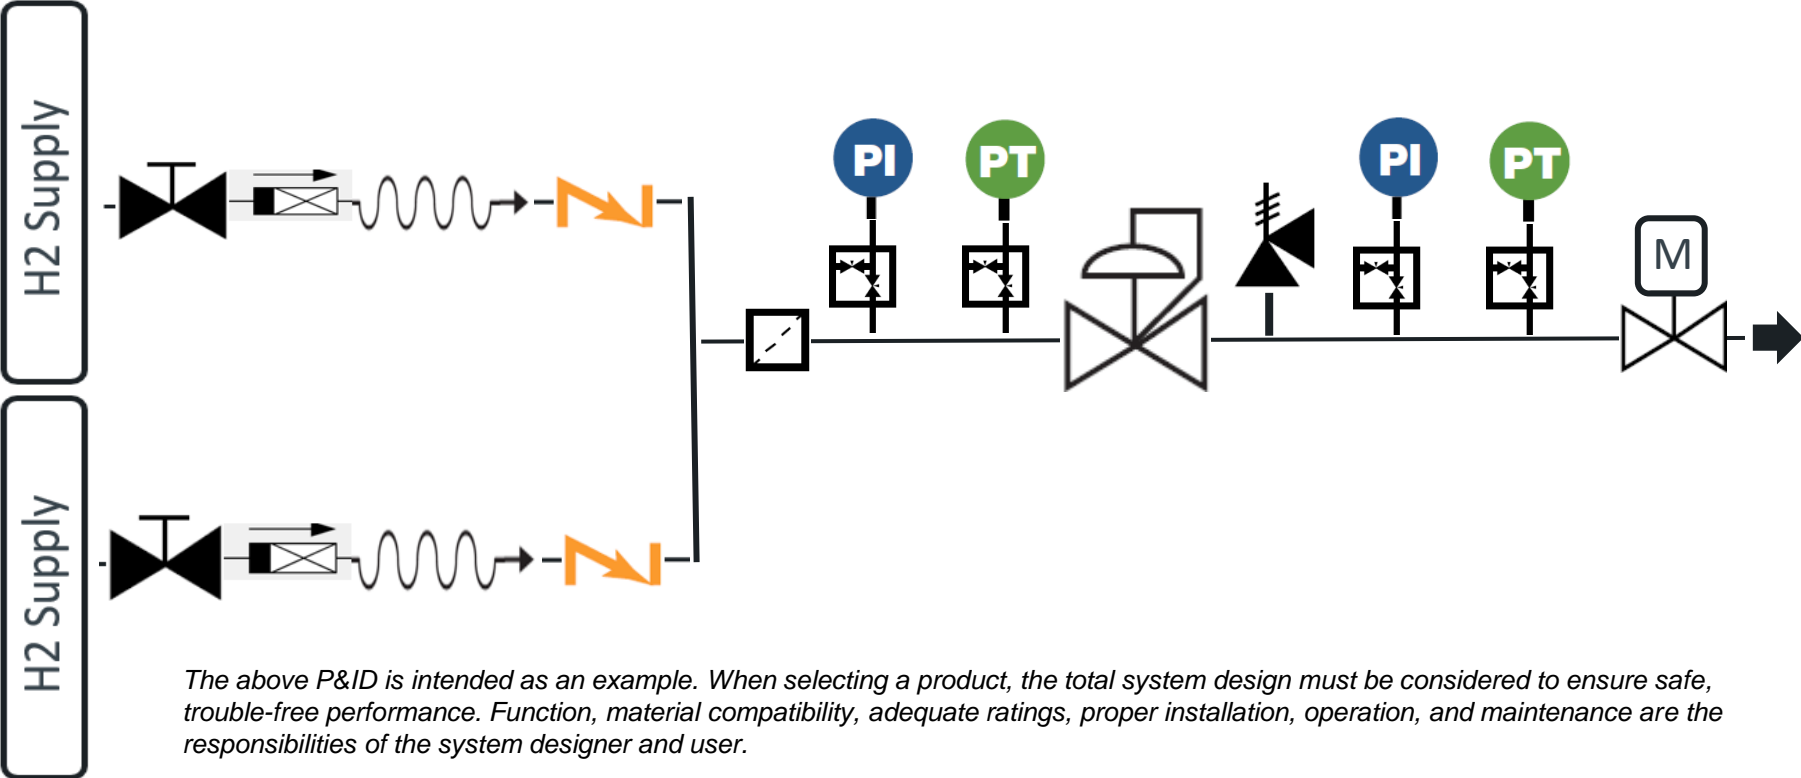 H2 Supply
PI
PT
PI
PT
M
H2 Supply
The above P&ID is intended as an example. When selecting a product, the total system design must be considered to ensure safe,
trouble-free performance. Function, material compatibility, adequate ratings, proper installation, operation, and maintenance are the
responsibilities of the system designer and user.